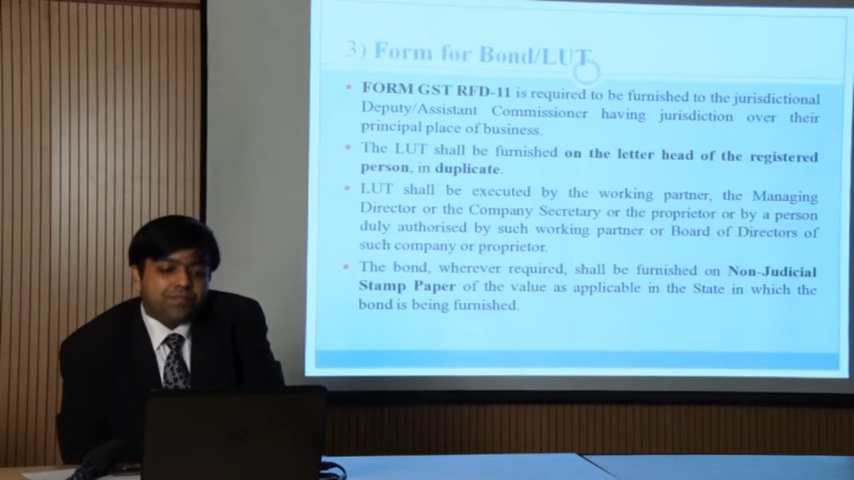 3) Form for Bond/LUT
• FORM GST RFD-11 is required to be furnished to the jurisdictional
Deputy/Assistant Commissioner having jurisdiction over their
principal place of business.
• The LUT shall be furnished on the letter head of the registered
person, in duplicate.
• LUT shall be executed by the working partner, the Managing
Director or the Company Secretary or the proprietor or by a person
duly authorised by such working partner or Board of Directors of
such company or proprietor.
• The bond, wherever required, shall be furnished on Non-Judicial
Stamp Paper of the value as applicable in the State in which the
bond is being furnished.